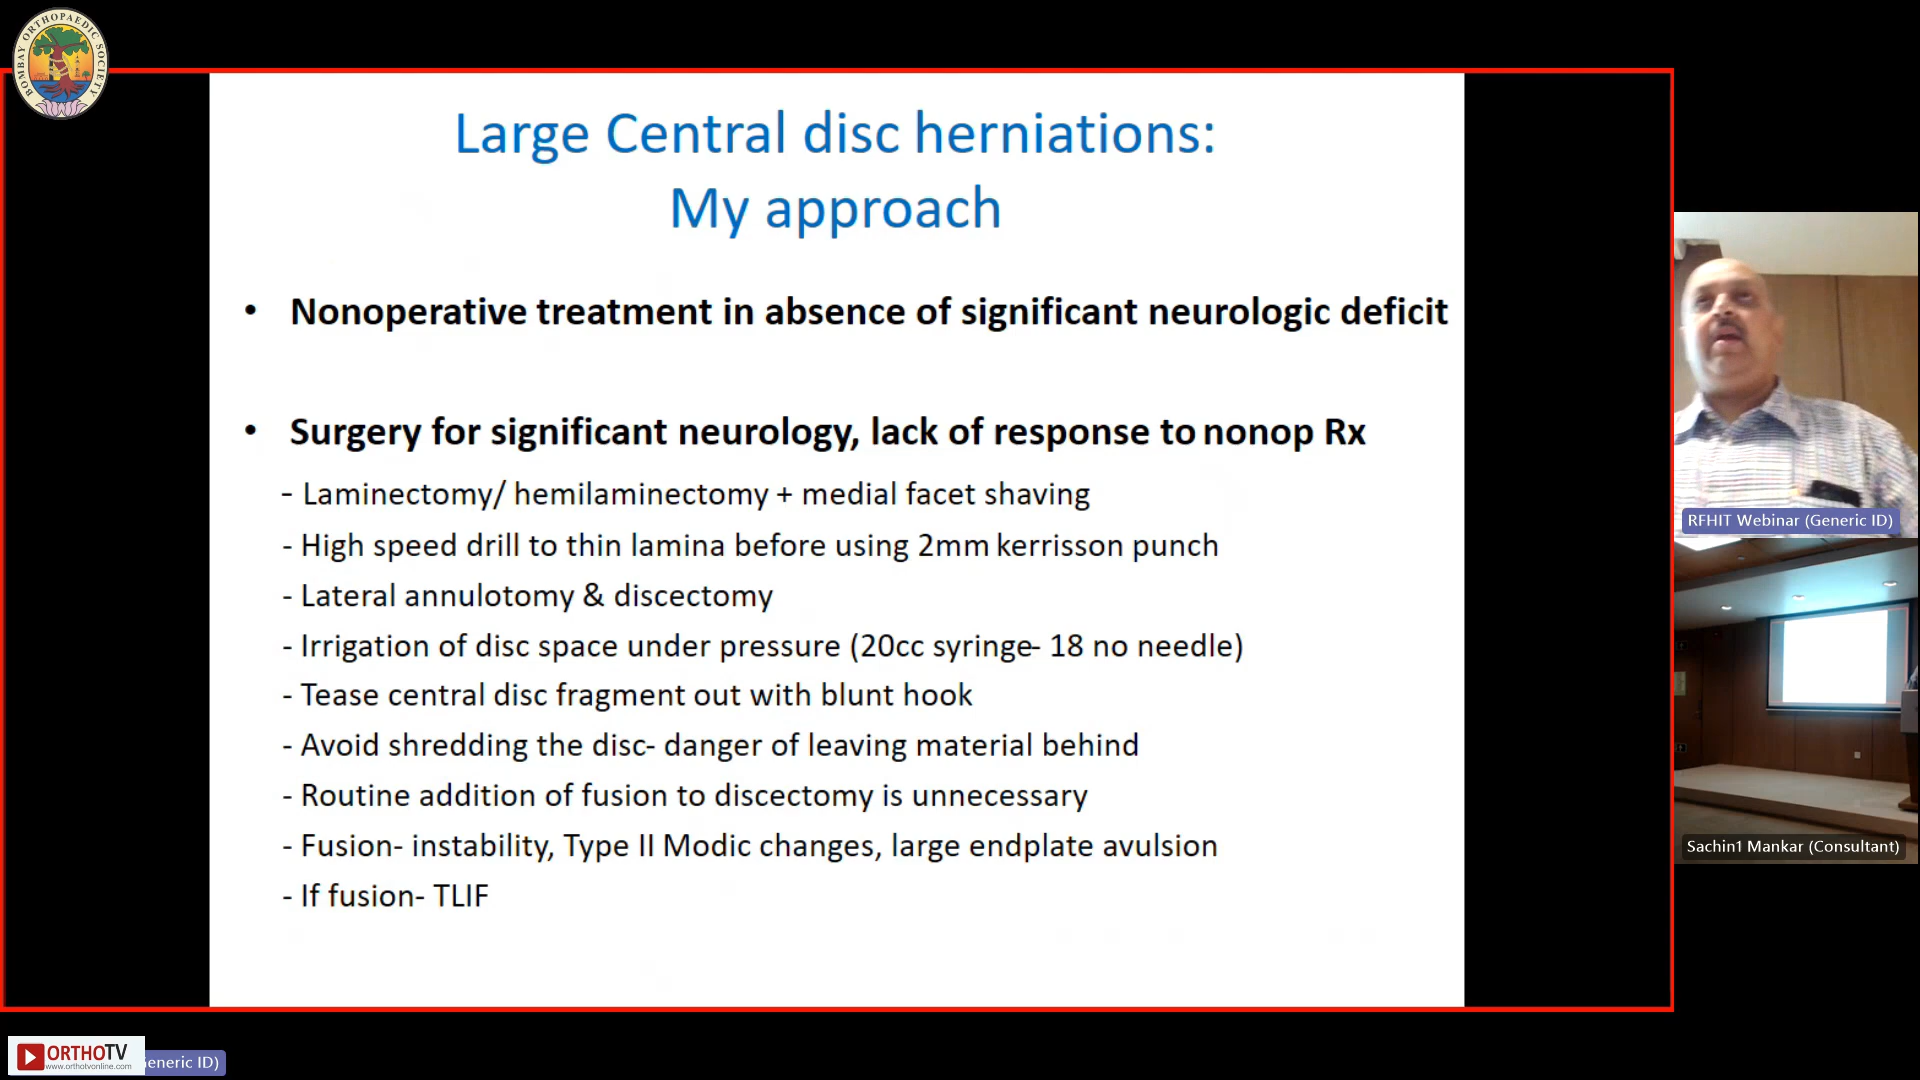 BOMBAY ORTHOPAEDIC SOCIETY
Large Central disc herniations:
My approach
• Nonoperative treatment in absence of significant neurologic deficit
• Surgery for significant neurology, lack of response to nonop Rx
- Laminectomy/ hemilaminectomy + medial facet shaving
- High speed drill to thin lamina before using 2mm kerrisson punch
- Lateral annulotomy & discectomy
- Irrigation of disc space under pressure (20cc syringe- 18 no needle)
- Tease central disc fragment out with blunt hook
- Avoid shredding the disc- danger of leaving material behind
- Routine addition of fusion to discectomy is unnecessary
- Fusion- instability, Type II Modic changes, large endplate avulsion
- If fusion- TLIF
RFHIT Webinar (Generic ID)
Sachin1 Mankar (Consultant)
ORTHOTV
www.orthotvonline.com
eneric ID)